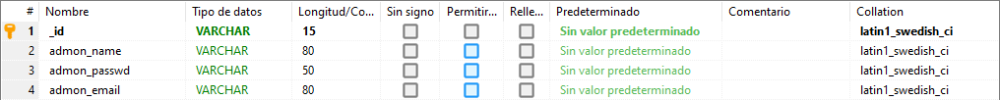 # Nombre Tipo de datos Longitud/Co... Sin signo Permitir... Relle... Predeterminado Comentario Collation
1 _id VARCHAR 15 Sin valor predeterminado latin1_swedish_ci
2 admon_name VARCHAR 80 Sin valor predeterminado latin1_swedish_ci
3 admon_passwd VARCHAR 50 Sin valor predeterminado latin1_swedish_ci
4 admon_email VARCHAR 80 Sin valor predeterminado latin1_swedish_ci